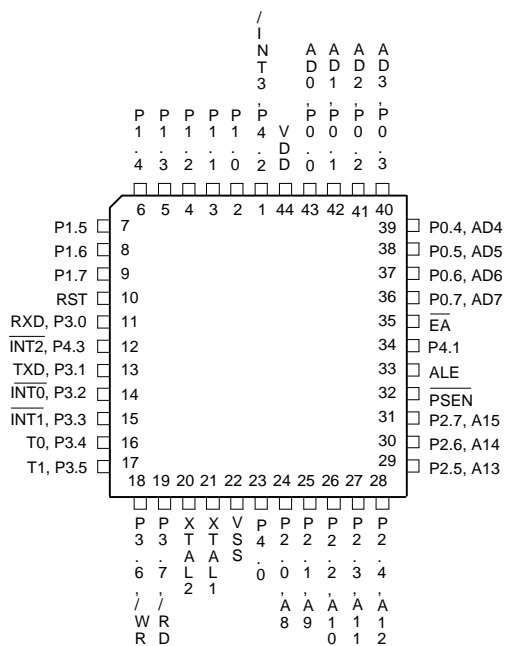 P1.4
P1.3
P1.2
P1.1
P1.0
/INT3,P4.2
VDD
AD0,P0.0
AD1,P0.1
AD2,P0.2
AD3,P0.3
6 5 4 3 2 1 44 43 42 41 40
P1.5 7
P1.6 8
P1.7 9
RST 10
RXD, P3.0 11
INT2, P4.3 12
TXD, P3.1 13
INT0, P3.2 14
INT1, P3.3 15
T0, P3.4 16
T1, P3.5 17
39 P0.4, AD4
38 P0.5, AD5
37 P0.6, AD6
36 P0.7, AD7
35 EA
34 P4.1
33 ALE
32 PSEN
31 P2.7, A15
30 P2.6, A14
29 P2.5, A13
18 19 20 21 22 23 24 25 26 27 28
P3.6,/WR
P3.7,/RD
XTAL2
XTAL1
VSS
P4.0
P2.0,A8
P2.1,A9
P2.2,A10
P2.3,A11
P2.4,A12